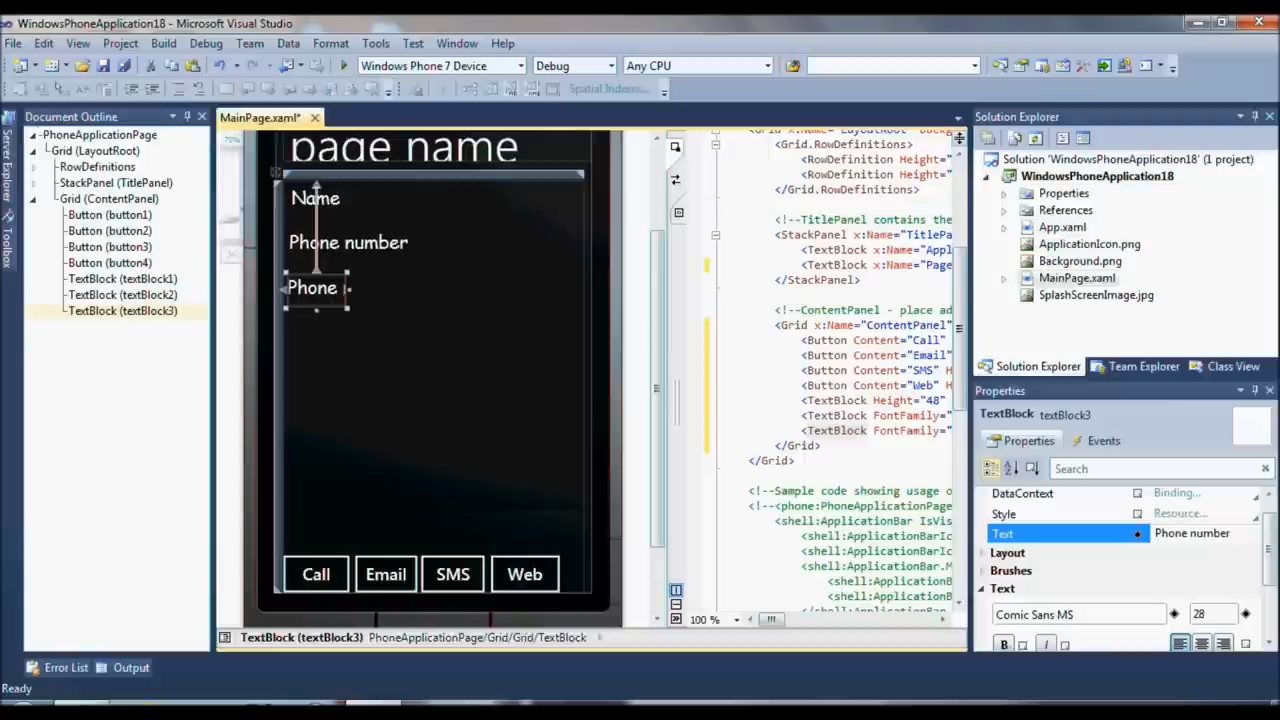 WindowsPhoneApplication18 - Microsoft Visual Studio
File Edit View Project Build Debug Team Data Format Tools Test Window Help
Windows Phone 7 Device Debug Any CPU
Spatial Indexes...
Server Explorer
Toolbox
Document Outline
PhoneApplicationPage
Grid (LayoutRoot)
RowDefinitions
StackPanel (TitlePanel)
Grid (ContentPanel)
Button (button1)
Button (button2)
Button (button3)
Button (button4)
TextBlock (textBlock1)
TextBlock (textBlock2)
TextBlock (textBlock3)
MainPage.xaml*
70%
page name
Name
Phone number
Phone
Call Email SMS Web
<Grid.RowDefinitions>
<RowDefinition Height="
<RowDefinition Height="
</Grid.RowDefinitions>
<!--TitlePanel contains the
<StackPanel x:Name="TitlePa
<TextBlock x:Name="Appl
<TextBlock x:Name="Page
</StackPanel>
<!--ContentPanel - place ad
<Grid x:Name="ContentPanel"
<Button Content="Call"
<Button Content="Email"
<Button Content="SMS" H
<Button Content="Web" H
<TextBlock Height="48"
<TextBlock FontFamily="
<TextBlock FontFamily="
</Grid>
</Grid>
<!--Sample code showing usage o
<!--<phone:PhoneApplicationPage
<shell:ApplicationBar IsVis
<shell:ApplicationBarIc
<shell:ApplicationBarIc
<shell:ApplicationBar.M
<shell:ApplicationB
<shell:ApplicationB
</shell:ApplicationBar
100 %
TextBlock (textBlock3) PhoneApplicationPage/Grid/Grid/TextBlock
Solution Explorer
Solution 'WindowsPhoneApplication18' (1 project)
WindowsPhoneApplication18
Properties
References
App.xaml
ApplicationIcon.png
Background.png
MainPage.xaml
SplashScreenImage.jpg
Solution Explorer Team Explorer Class View
Properties
TextBlock textBlock3
Properties Events
Search
DataContext Binding...
Style Resource...
Text Phone number
Layout
Brushes
Text
Comic Sans MS 28
B I
Error List Output
Ready